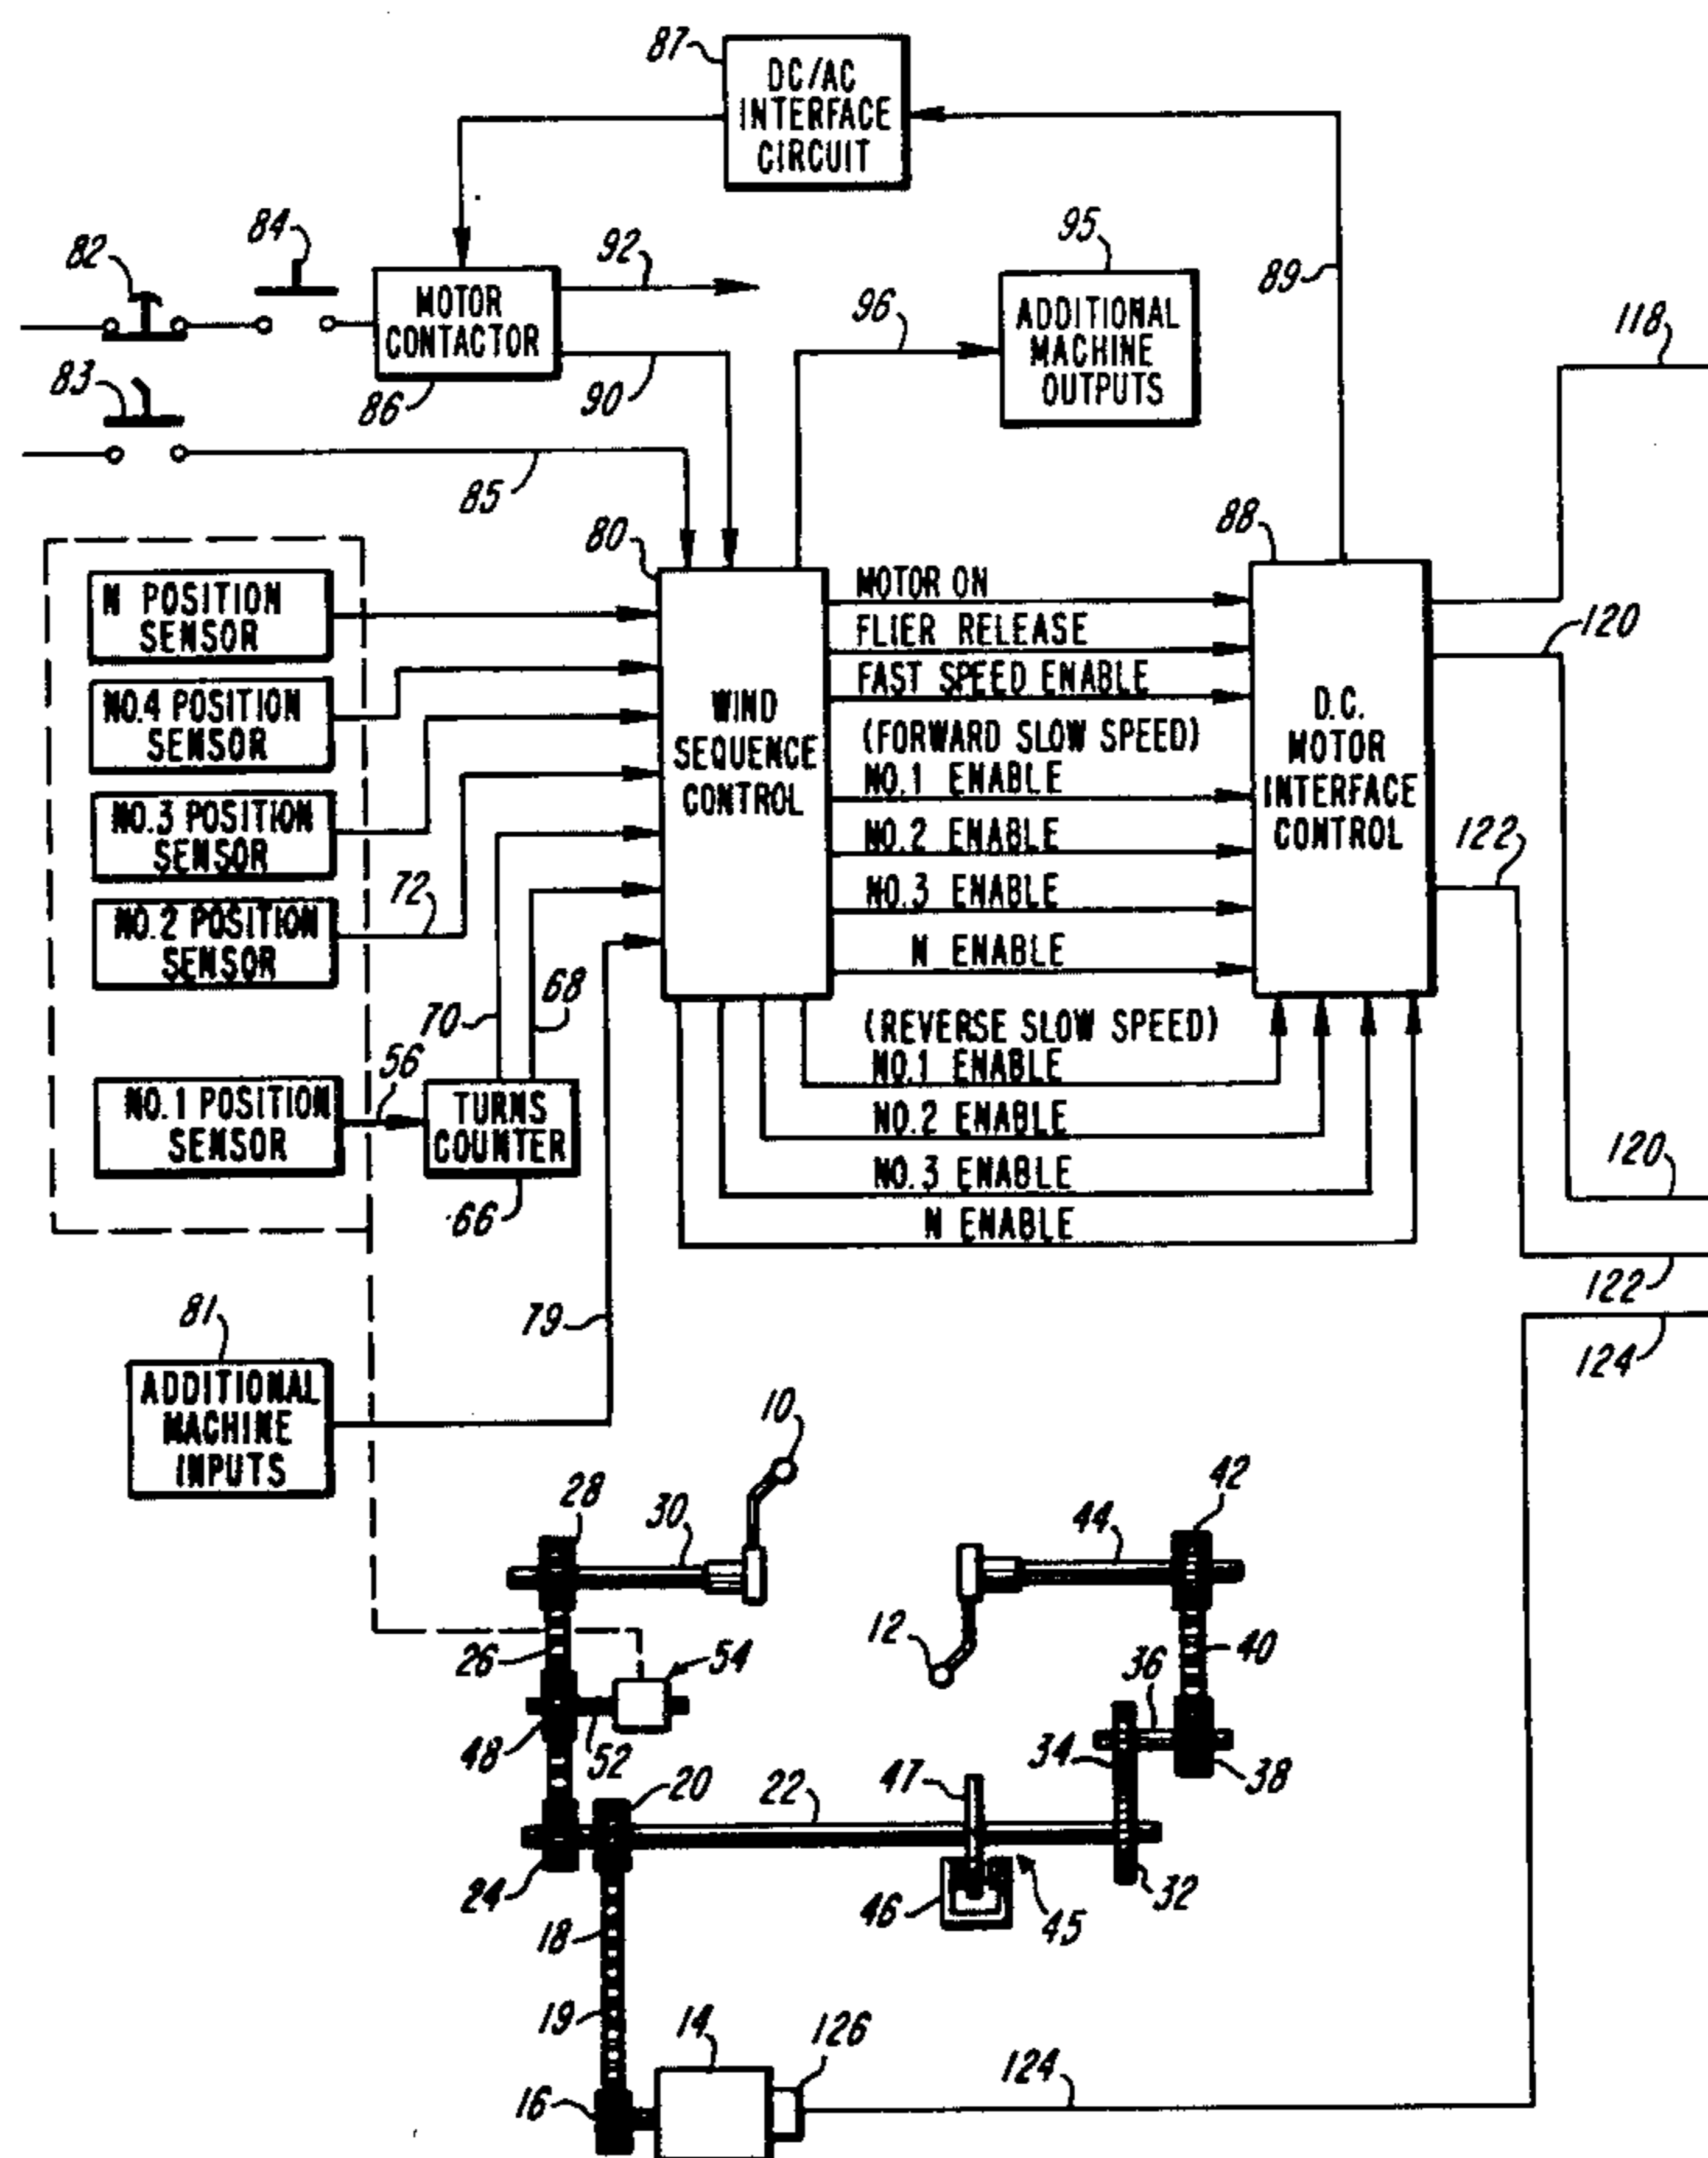 87
DC/AC
INTERFACE
CIRCUIT
82
84
92
95
MOTOR
CONTACTOR
96
ADDITIONAL
MACHINE
OUTPUTS
89
118
83
86
90
85
80
88
N POSITION
SENSOR
NO.4 POSITION
SENSOR
NO.3 POSITION
SENSOR
NO.2 POSITION
SENSOR
72
WIND
SEQUENCE
CONTROL
MOTOR ON
FLIER RELEASE
FAST SPEED ENABLE
(FORWARD SLOW SPEED)
NO.1 ENABLE
NO.2 ENABLE
NO.3 ENABLE
N ENABLE
D.C.
MOTOR
INTERFACE
CONTROL
120
122
70
68
(REVERSE SLOW SPEED)
NO.1 ENABLE
NO.2 ENABLE
NO.3 ENABLE
N ENABLE
56
NO.1 POSITION
SENSOR
TURNS
COUNTER
66
120
122
124
79
81
ADDITIONAL
MACHINE
INPUTS
10
28
30
44
42
26
54
12
36
40
48
52
20
22
47
34
38
24
46
45
32
18
19
14
126
16
124